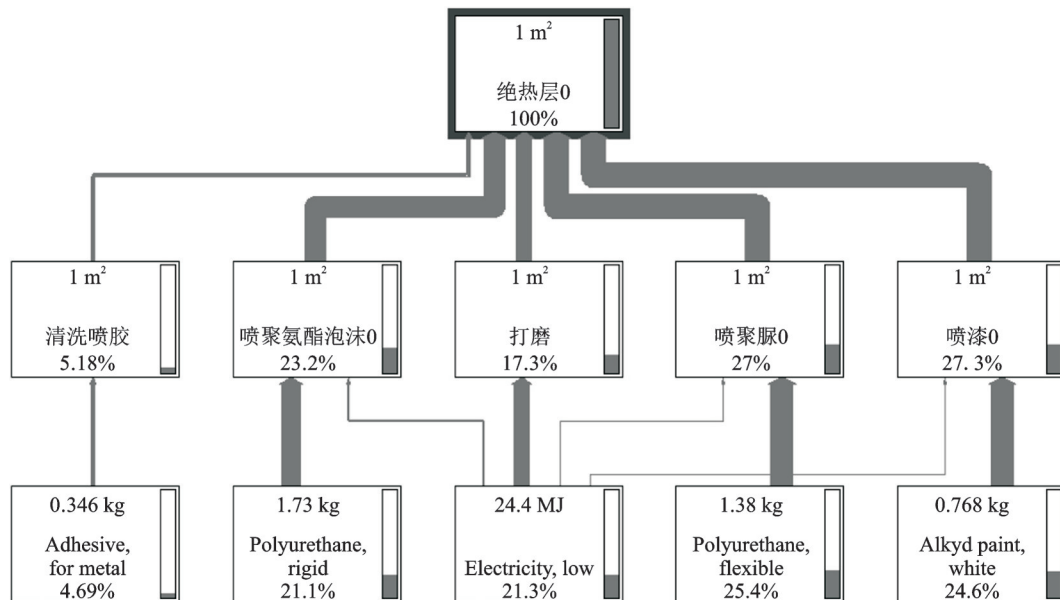 1 m²
绝热层0
100%
1 m²
清洗喷胶
5.18%
1 m²
喷聚氨酯泡沫0
23.2%
1 m²
打磨
17.3%
1 m²
喷聚脲0
27%
1 m²
喷漆0
27. 3%
0.346 kg
Adhesive,
for metal
4.69%
1.73 kg
Polyurethane,
rigid
21.1%
24.4 MJ
Electricity, low
21.3%
1.38 kg
Polyurethane,
flexible
25.4%
0.768 kg
Alkyd paint,
white
24.6%